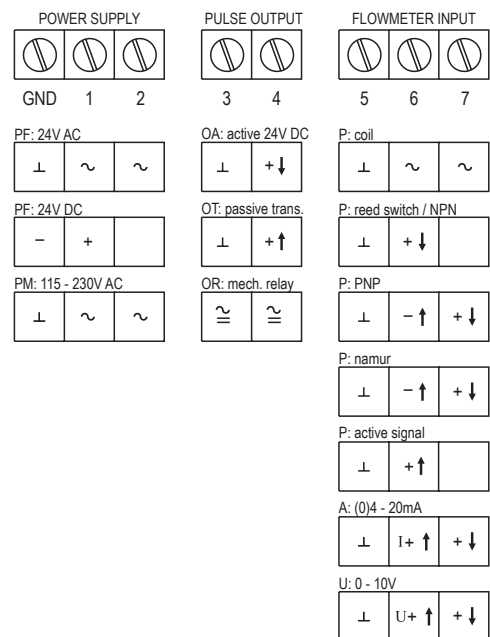 POWER SUPPLY
GND 1 2
PF: 24V AC
⊥ ~ ~
PF: 24V DC
− +
PM: 115 - 230V AC
⊥ ~ ~
PULSE OUTPUT
3 4
OA: active 24V DC
⊥ +⬇
OT: passive trans.
⊥ +⬆
OR: mech. relay
≅ ≅
FLOWMETER INPUT
5 6 7
P: coil
⊥ ~ ~
P: reed switch / NPN
⊥ +⬇
P: PNP
⊥ −⬆ +⬇
P: namur
⊥ −⬆ +⬇
P: active signal
⊥ +⬆
A: (0)4 - 20mA
⊥ I+ ⬆ +⬇
U: 0 - 10V
⊥ U+ ⬆ +⬇